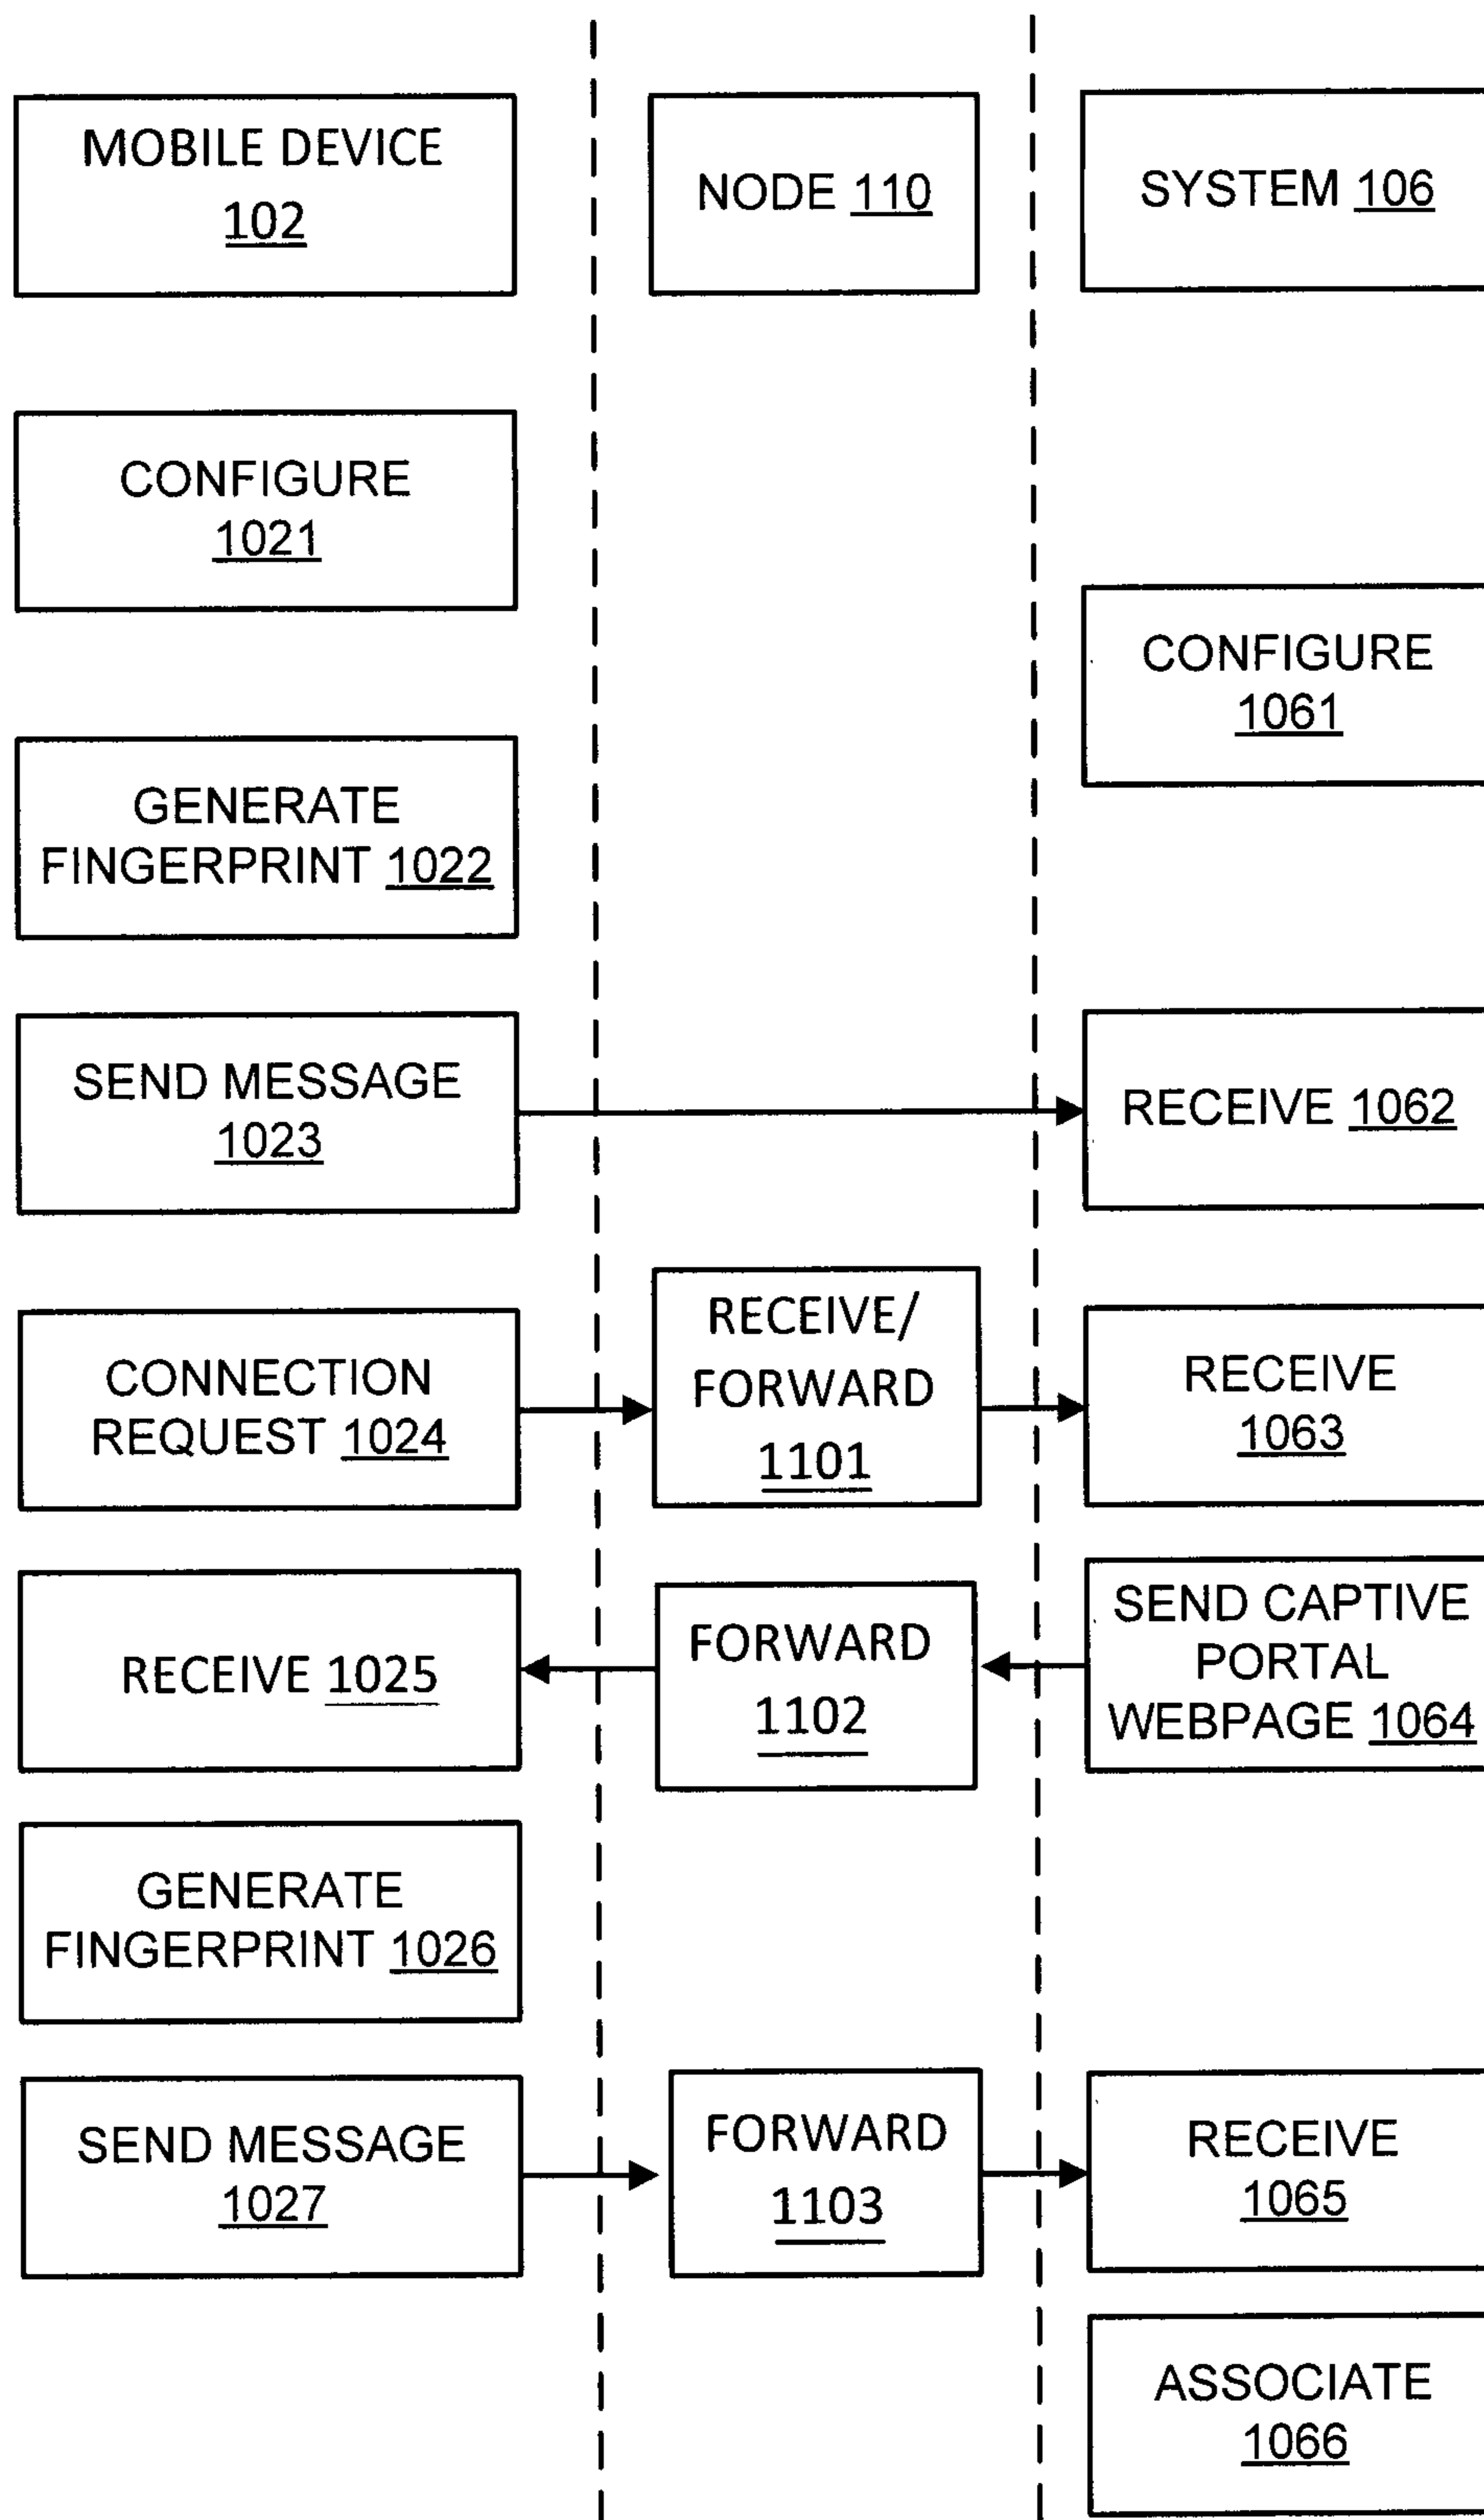 MOBILE DEVICE
102
NODE 110
SYSTEM 106
CONFIGURE
1021
CONFIGURE
1061
GENERATE
FINGERPRINT 1022
SEND MESSAGE
1023
RECEIVE 1062
CONNECTION
REQUEST 1024
RECEIVE/
FORWARD
1101
RECEIVE
1063
RECEIVE 1025
FORWARD
1102
SEND CAPTIVE
PORTAL
WEBPAGE 1064
GENERATE
FINGERPRINT 1026
SEND MESSAGE
1027
FORWARD
1103
RECEIVE
1065
ASSOCIATE
1066